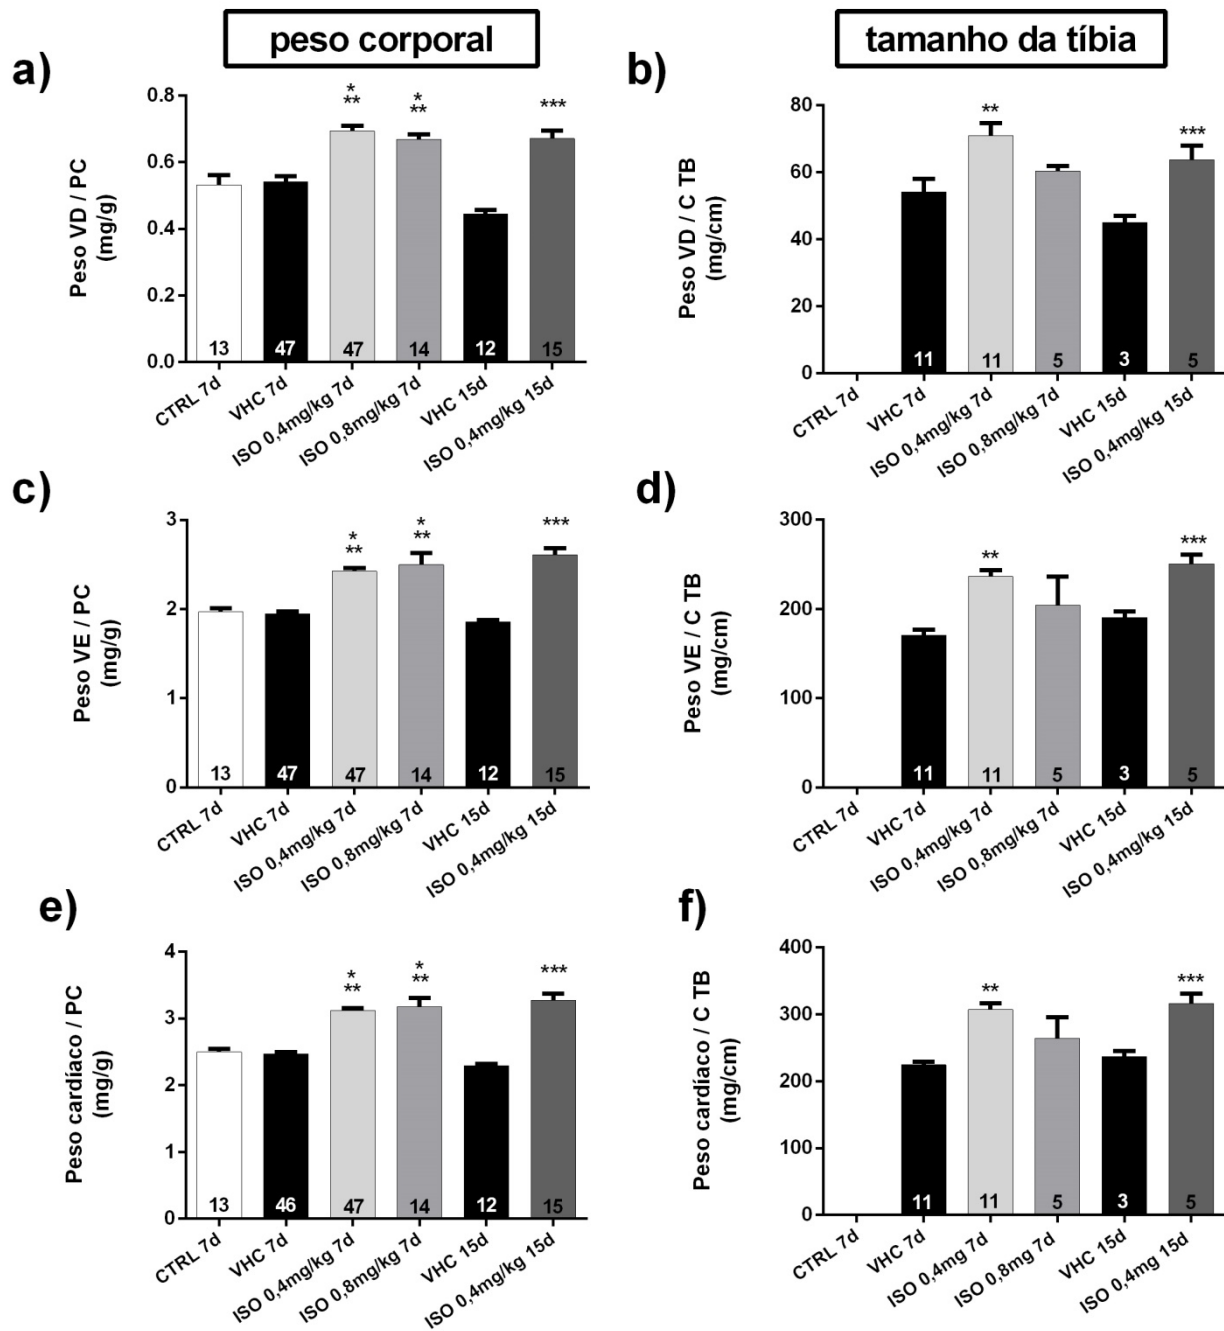 peso corporal
tamanho da tíbia
a)
Peso VD / PC
(mg/g)
0.8
0.6
0.4
0.2
0.0
*
**
*
**
***
13
47
47
14
12
15
CTRL 7d
VHC 7d
ISO 0,4mg/kg 7d
ISO 0,8mg/kg 7d
VHC 15d
ISO 0,4mg/kg 15d
b)
Peso VD / C TB
(mg/cm)
80
60
40
20
0
**
***
11
11
5
3
5
CTRL 7d
VHC 7d
ISO 0,4mg/kg 7d
ISO 0,8mg/kg 7d
VHC 15d
ISO 0,4mg/kg 15d
c)
Peso VE / PC
(mg/g)
3
2
1
0
*
**
*
**
***
13
47
47
14
12
15
CTRL 7d
VHC 7d
ISO 0,4mg/kg 7d
ISO 0,8mg/kg 7d
VHC 15d
ISO 0,4mg/kg 15d
d)
Peso VE / C TB
(mg/cm)
300
200
100
0
**
***
11
11
5
3
5
CTRL 7d
VHC 7d
ISO 0,4mg/kg 7d
ISO 0,8mg/kg 7d
VHC 15d
ISO 0,4mg/kg 15d
e)
Peso cardíaco / PC
(mg/g)
4
3
2
1
0
*
**
*
**
***
13
46
47
14
12
15
CTRL 7d
VHC 7d
ISO 0,4mg/kg 7d
ISO 0,8mg/kg 7d
VHC 15d
ISO 0,4mg/kg 15d
f)
Peso cardíaco / C TB
(mg/cm)
400
300
200
100
0
**
***
11
11
5
3
5
CTRL 7d
VHC 7d
ISO 0,4mg 7d
ISO 0,8mg 7d
VHC 15d
ISO 0,4mg 15d